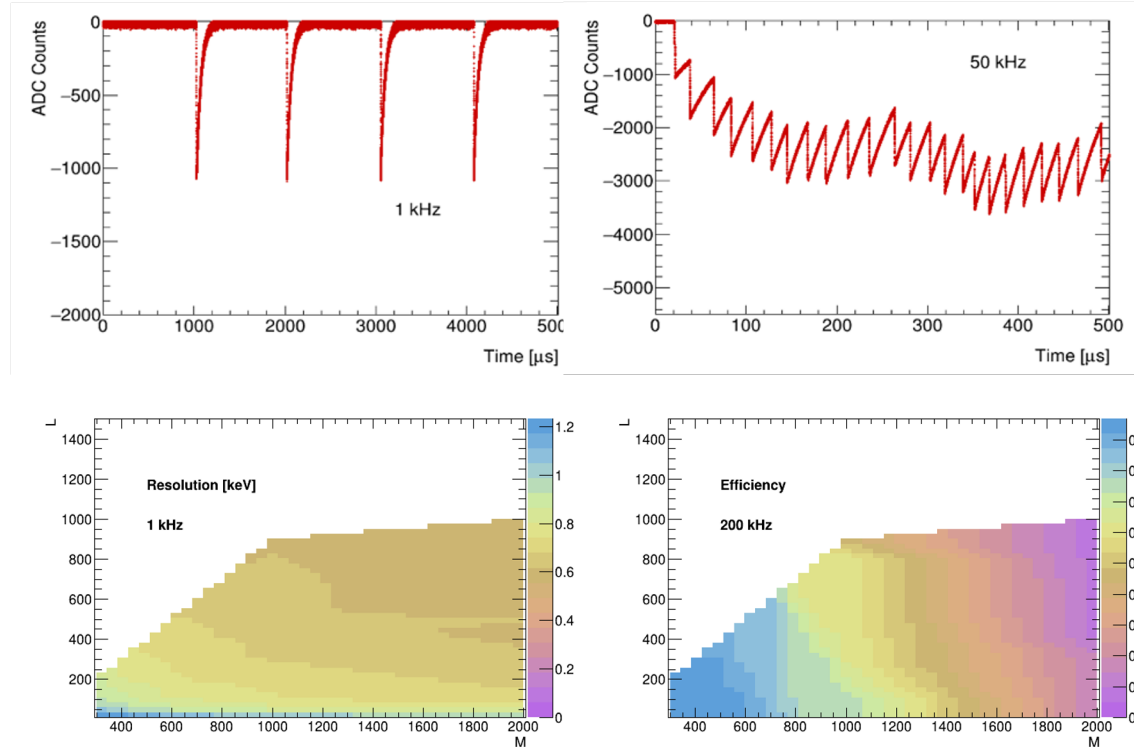 0
−500
−1000
−1500
−2000
ADC Counts
1 kHz
0 1000 2000 3000 4000 500
Time [μs]
0
−1000
−2000
−3000
−4000
−5000
ADC Counts
50 kHz
0 100 200 300 400 500
Time [μs]
L
1400
1200
1000
800
600
400
200
Resolution [keV]
1 kHz
400 600 800 1000 1200 1400 1600 1800 2000
M
1.2
1
0.8
0.6
0.4
0.2
0
L
1400
1200
1000
800
600
400
200
Efficiency
200 kHz
400 600 800 1000 1200 1400 1600 1800 2000
M